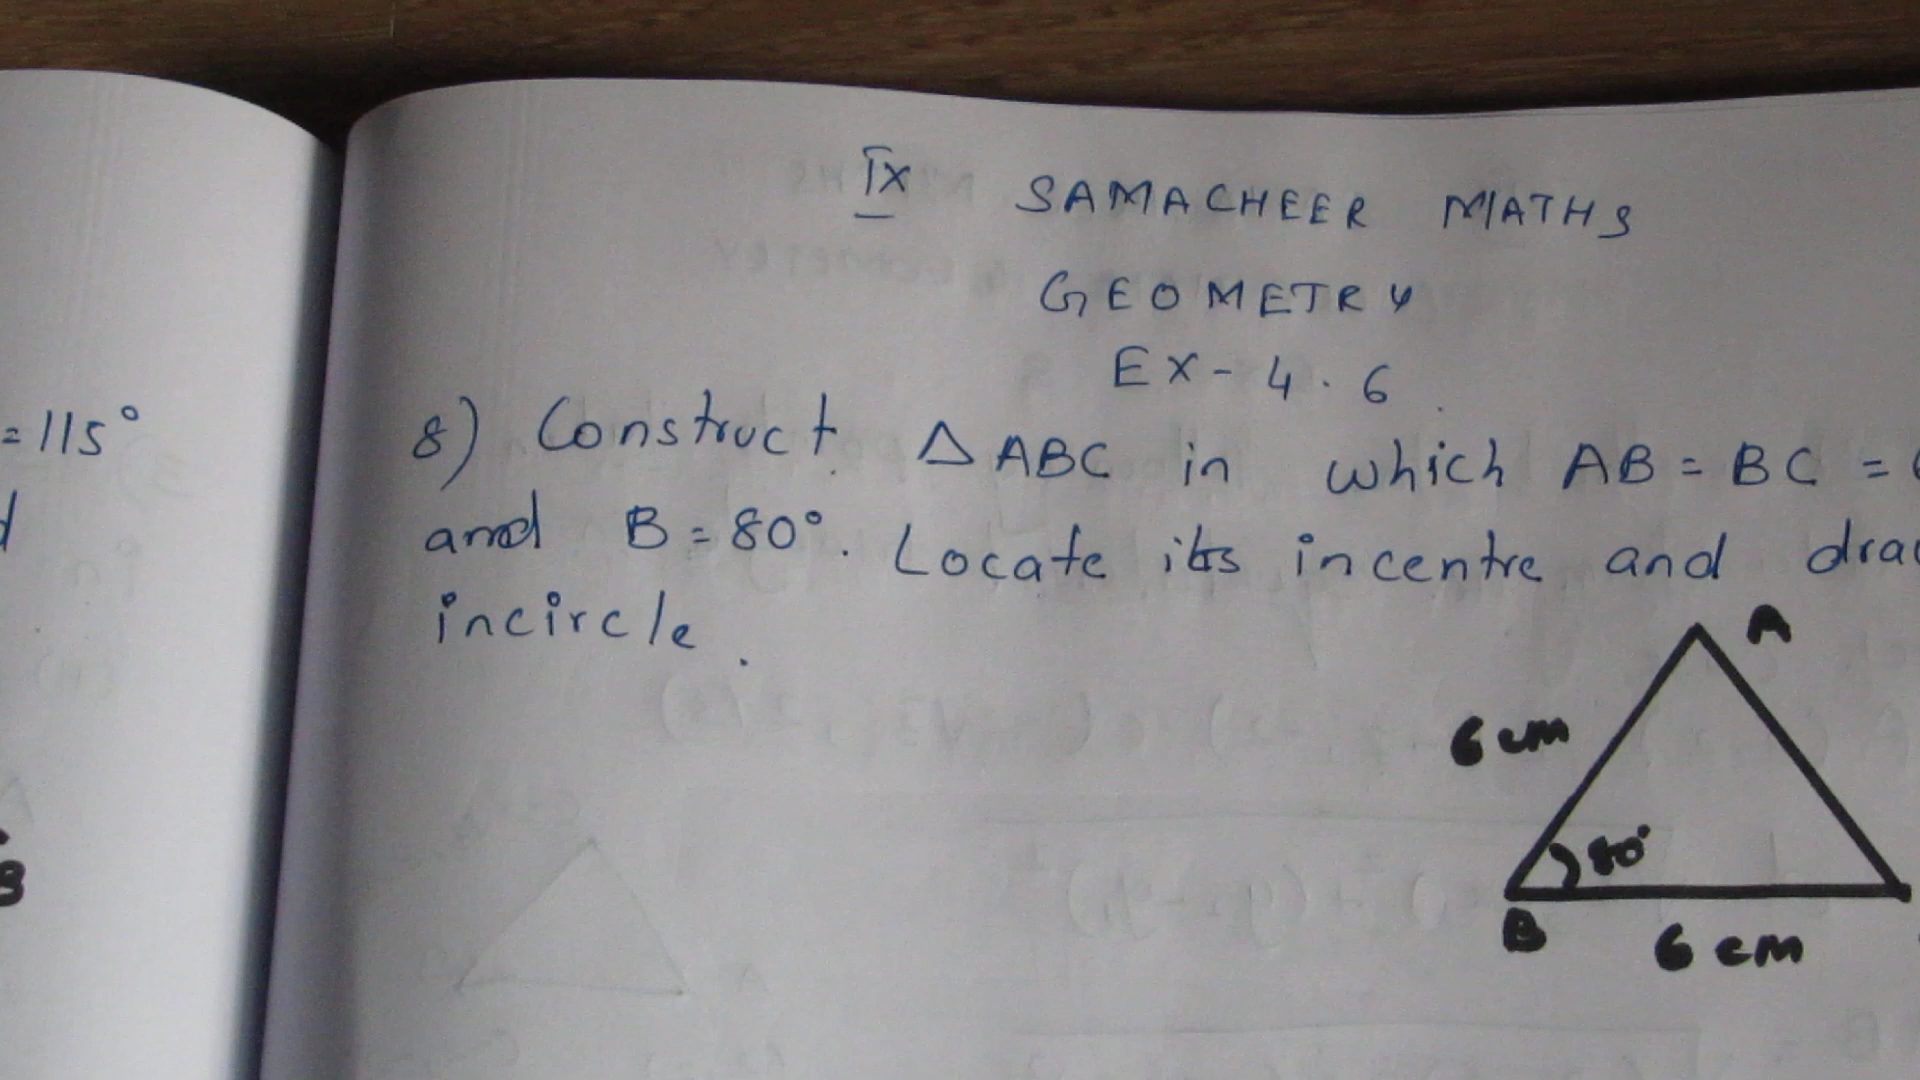 = 115°
IX SAMACHEER MATHS
GEOMETRY
EX - 4.6
8) Construct △ABC in which AB = BC =
and B = 80°. Locate its incentre and
incircle.
A
6 cm
80°
B
6 cm
B